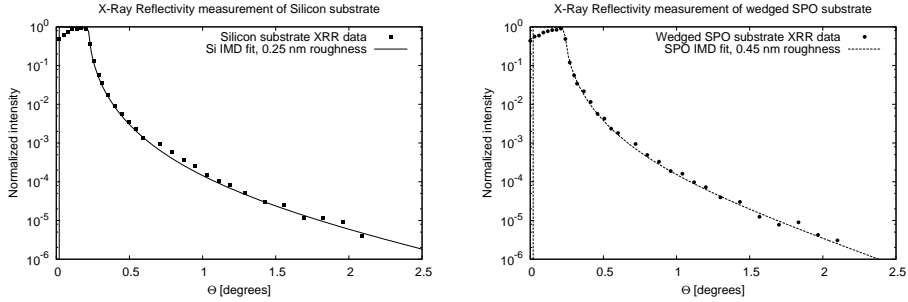 X-Ray Reflectivity measurement of Silicon substrate
Silicon substrate XRR data
Si IMD fit, 0.25 nm roughness
Normalized intensity
10^0
10^-1
10^-2
10^-3
10^-4
10^-5
10^-6
0 0.5 1 1.5 2 2.5
Θ [degrees]
X-Ray Reflectivity measurement of wedged SPO substrate
Wedged SPO substrate XRR data
SPO IMD fit, 0.45 nm roughness
Normalized intensity
10^0
10^-1
10^-2
10^-3
10^-4
10^-5
10^-6
0 0.5 1 1.5 2 2.5
Θ [degrees]